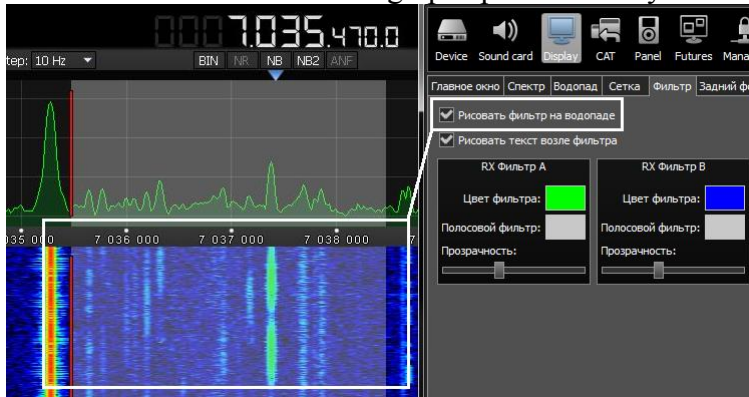 7.035.470.0
tep: 10 Hz
BIN NR NB NB2 ANF
035 000 7 036 000 7 037 000 7 038 000 7
Device Sound card Display CAT Panel Futures Mana
Главное окно Спектр Водопад Сетка Фильтр Задний ф
Рисовать фильтр на водопаде
Рисовать текст возле фильтра
RX Фильтр A RX Фильтр B
Цвет фильтра: Цвет фильтра:
Полосовой фильтр: Полосовой фильтр:
Прозрачность: Прозрачность: